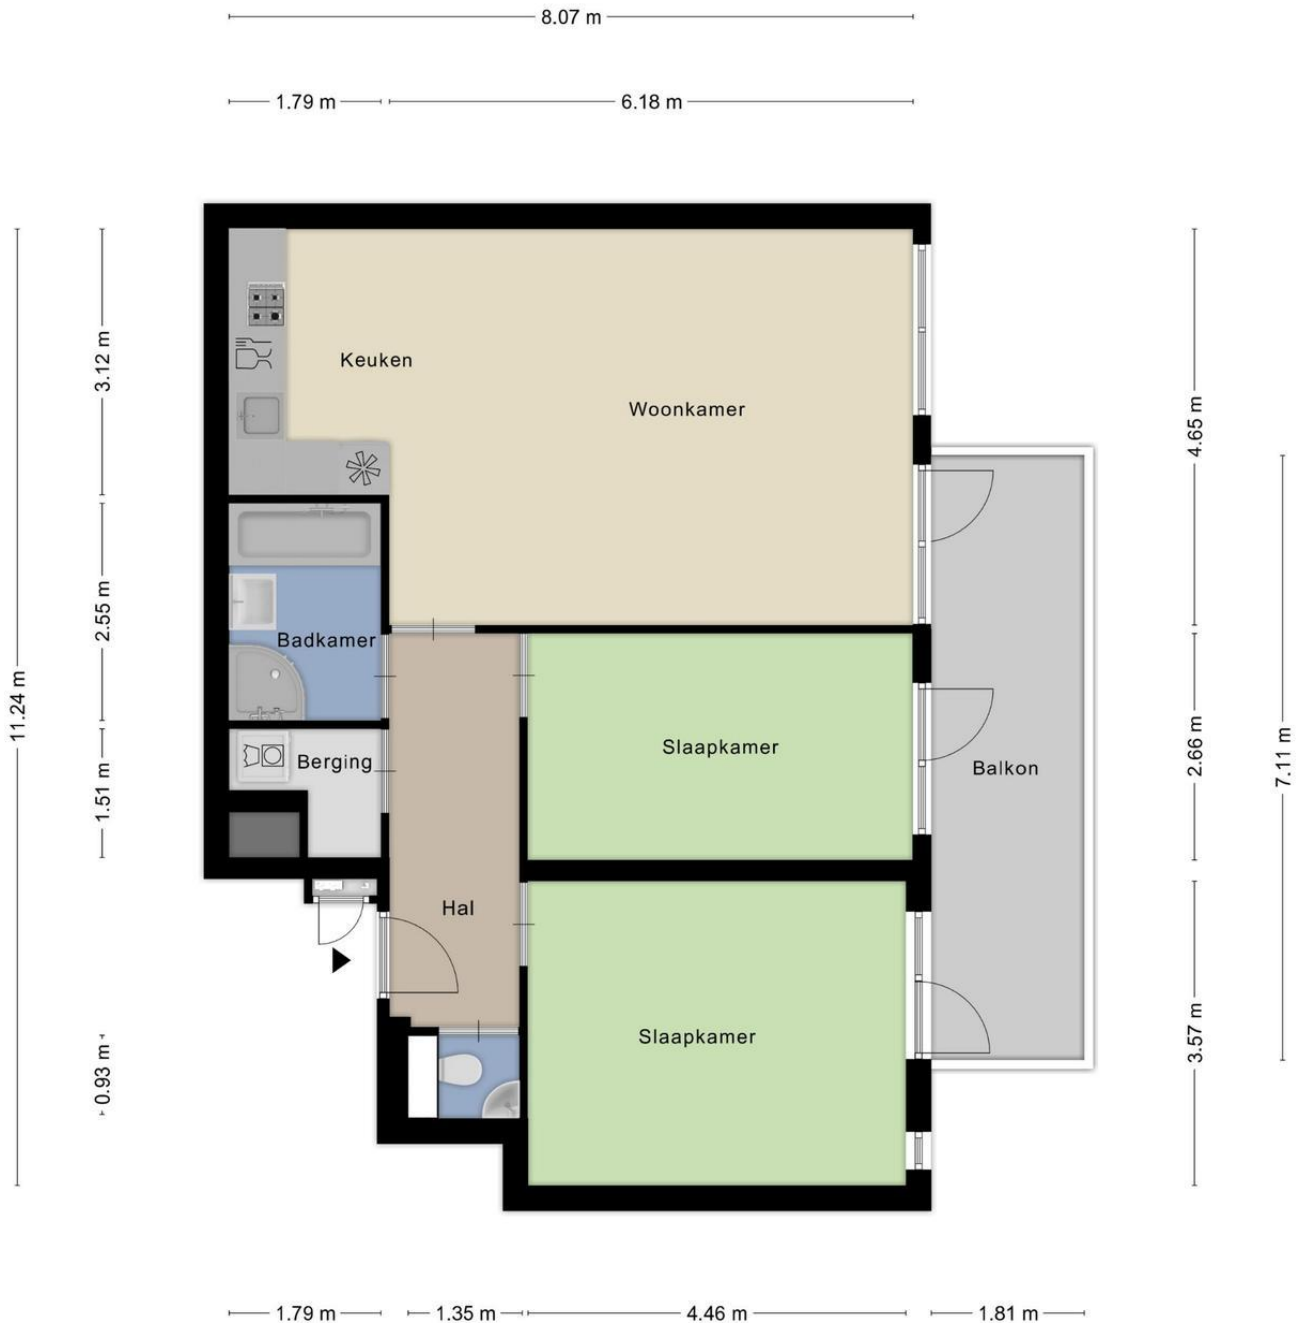 8.07 m
1.79 m
6.18 m
3.12 m
4.65 m
Keuken
Woonkamer
2.55 m
Badkamer
11.24 m
Slaapkamer
2.66 m
7.11 m
Berging
1.51 m
Balkon
Hal
Slaapkamer
3.57 m
0.93 m
1.79 m
1.35 m
4.46 m
1.81 m